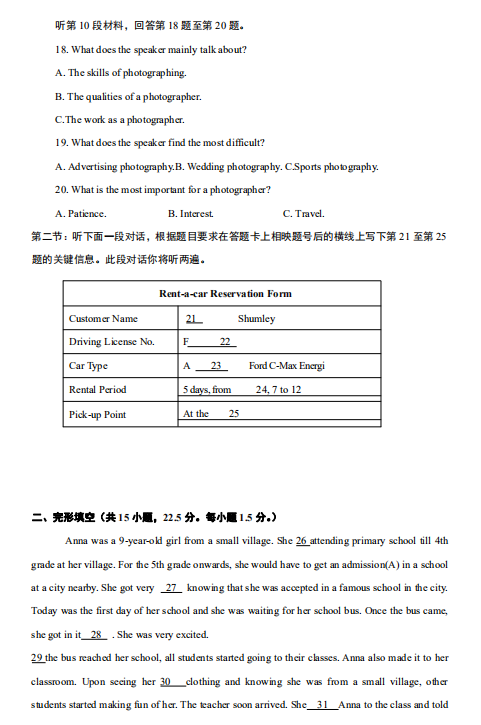 听第 10 段材料，回答第 18 题至第 20 题。
18. What does the speaker mainly talk about?
A. The skills of photographing.
B. The qualities of a photographer.
C.The work as a photographer.
19. What does the speaker find the most difficult?
A. Advertising photography.B. Wedding photography. C.Sports photography.
20. What is the most important for a photographer?
A. Patience. B. Interest. C. Travel.
第二节：听下面一段对话，根据题目要求在答题卡上相映题号后的横线上写下第 21 至第 25
题的关键信息。此段对话你将听两遍。
Rent-a-car Reservation Form
Customer Name 21 Shumley
Driving License No. F 22
Car Type A 23 Ford C-Max Energi
Rental Period 5 days, from 24, 7 to 12
Pick-up Point At the 25
二、完形填空（共 15 小题，22.5 分。每小题 1.5 分。）
Anna was a 9-year-old girl from a small village. She 26 attending primary school till 4th
grade at her village. For the 5th grade onwards, she would have to get an admission(A) in a school
at a city nearby. She got very 27 knowing that she was accepted in a famous school in the city.
Today was the first day of her school and she was waiting for her school bus. Once the bus came,
she got in it 28 . She was very excited.
29 the bus reached her school, all students started going to their classes. Anna also made it to her
classroom. Upon seeing her 30 clothing and knowing she was from a small village, other
students started making fun of her. The teacher soon arrived. She 31 Anna to the class and told